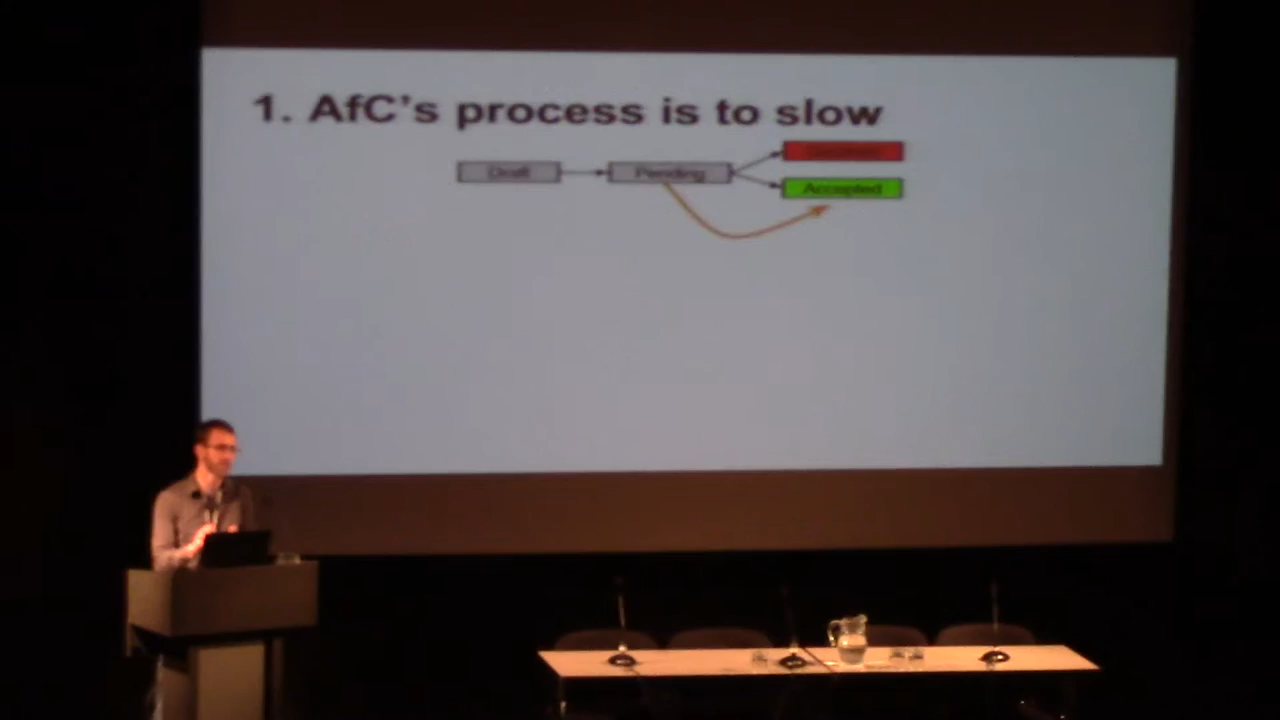 1. AfC's process is to slow
Draft
Pending
Accepted